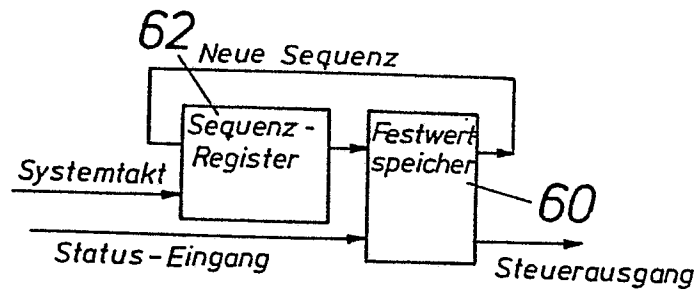 62
Neue Sequenz
Sequenz-
Register
Festwert
speicher
Systemtakt
60
Status-Eingang
Steuerausgang